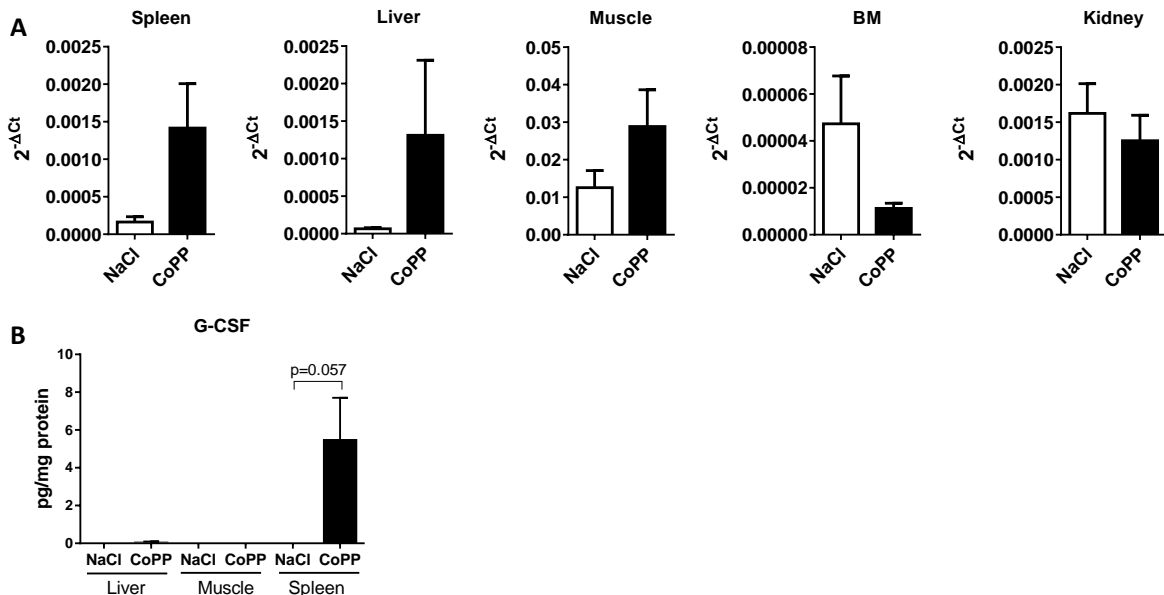 A
Spleen
2-ΔCt
0.0025
0.0020
0.0015
0.0010
0.0005
0.0000
NaCl
CoPP
Liver
2-ΔCt
0.0025
0.0020
0.0015
0.0010
0.0005
0.0000
NaCl
CoPP
Muscle
2-ΔCt
0.05
0.04
0.03
0.02
0.01
0.00
NaCl
CoPP
BM
2-ΔCt
0.00008
0.00006
0.00004
0.00002
0.00000
NaCl
CoPP
Kidney
2-ΔCt
0.0025
0.0020
0.0015
0.0010
0.0005
0.0000
NaCl
CoPP
B
G-CSF
pg/mg protein
10
8
6
4
2
0
p=0.057
NaCl CoPP NaCl CoPP NaCl CoPP
Liver Muscle Spleen